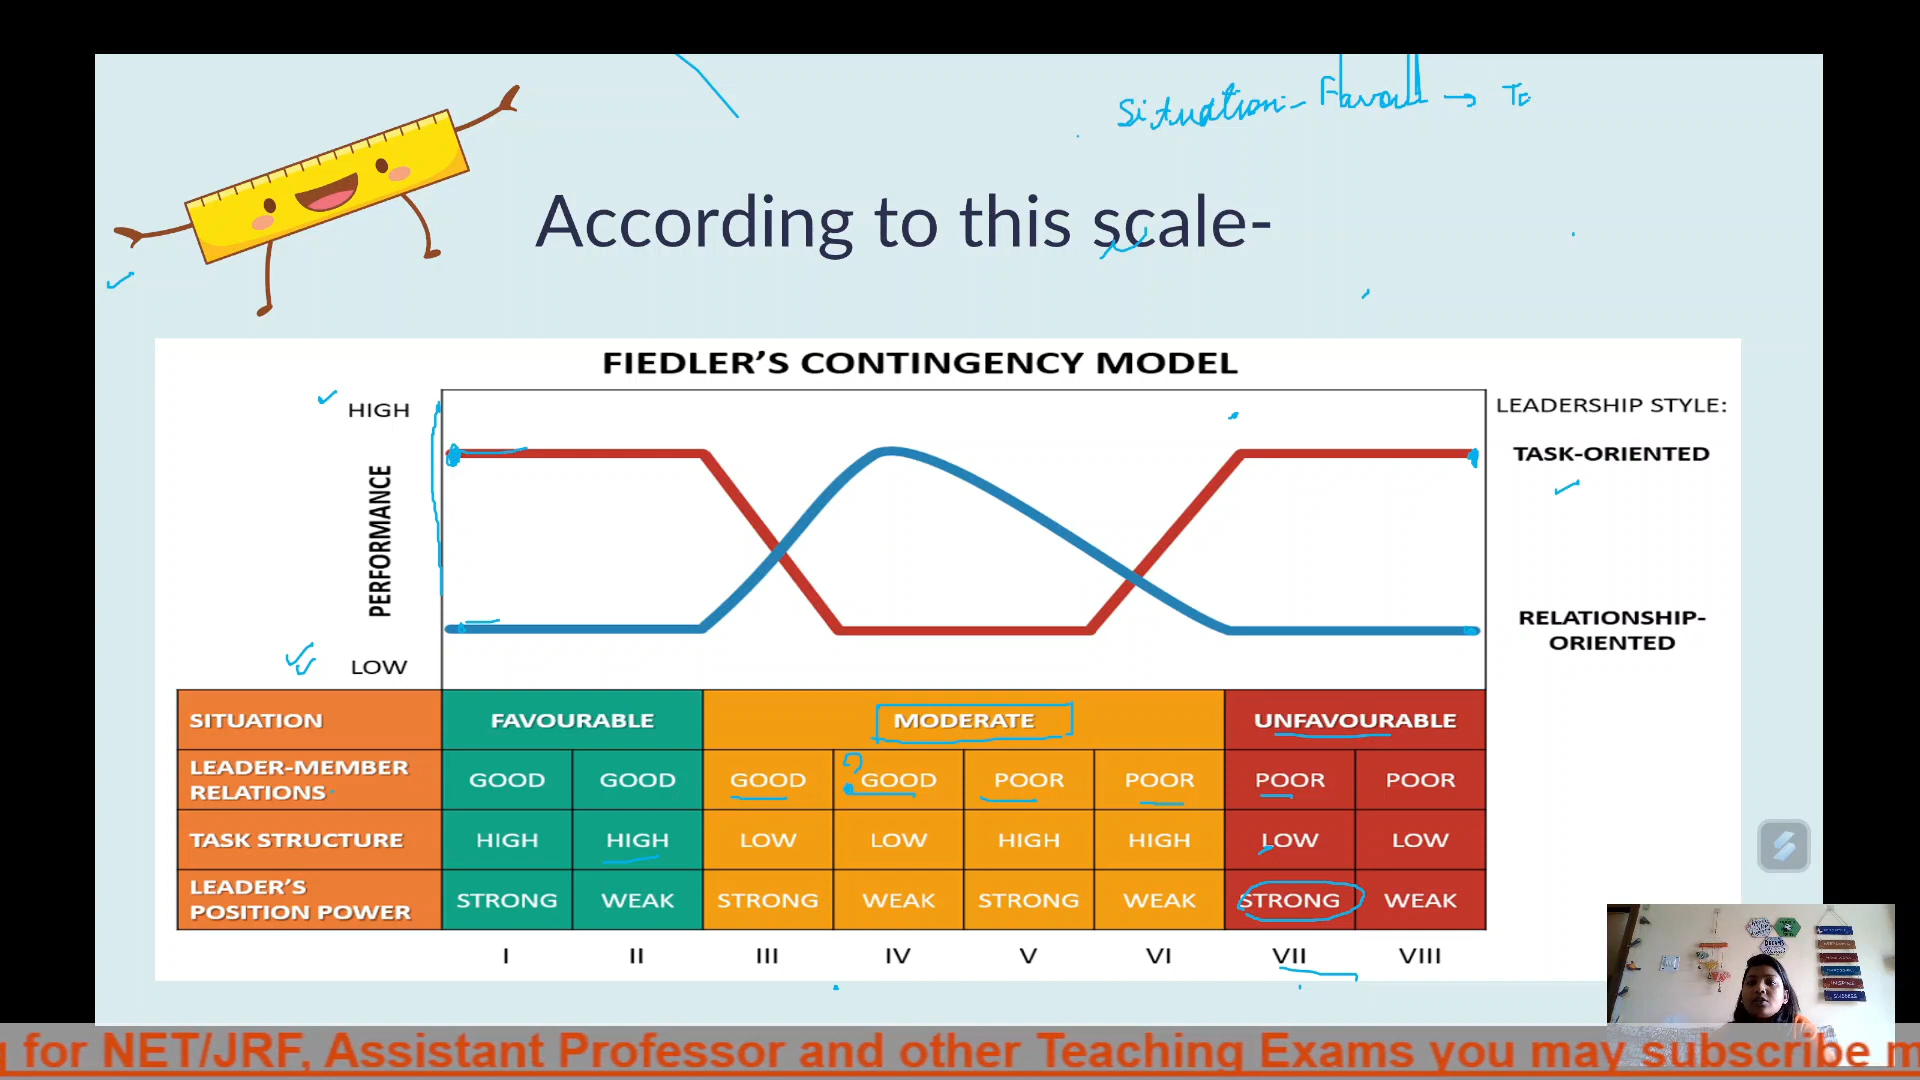 Situation - Favour → To
According to this scale-
FIEDLER'S CONTINGENCY MODEL
HIGH
PERFORMANCE
LOW
LEADERSHIP STYLE:
TASK-ORIENTED
RELATIONSHIP-
ORIENTED
SITUATION FAVOURABLE MODERATE UNFAVOURABLE
LEADER-MEMBER
RELATIONS GOOD GOOD GOOD GOOD POOR POOR POOR POOR
TASK STRUCTURE HIGH HIGH LOW LOW HIGH HIGH LOW LOW
LEADER'S
POSITION POWER STRONG WEAK STRONG WEAK STRONG WEAK STRONG WEAK
I II III IV V VI VII VIII
for NET/JRF, Assistant Professor and other Teaching Exams you may subscribe m